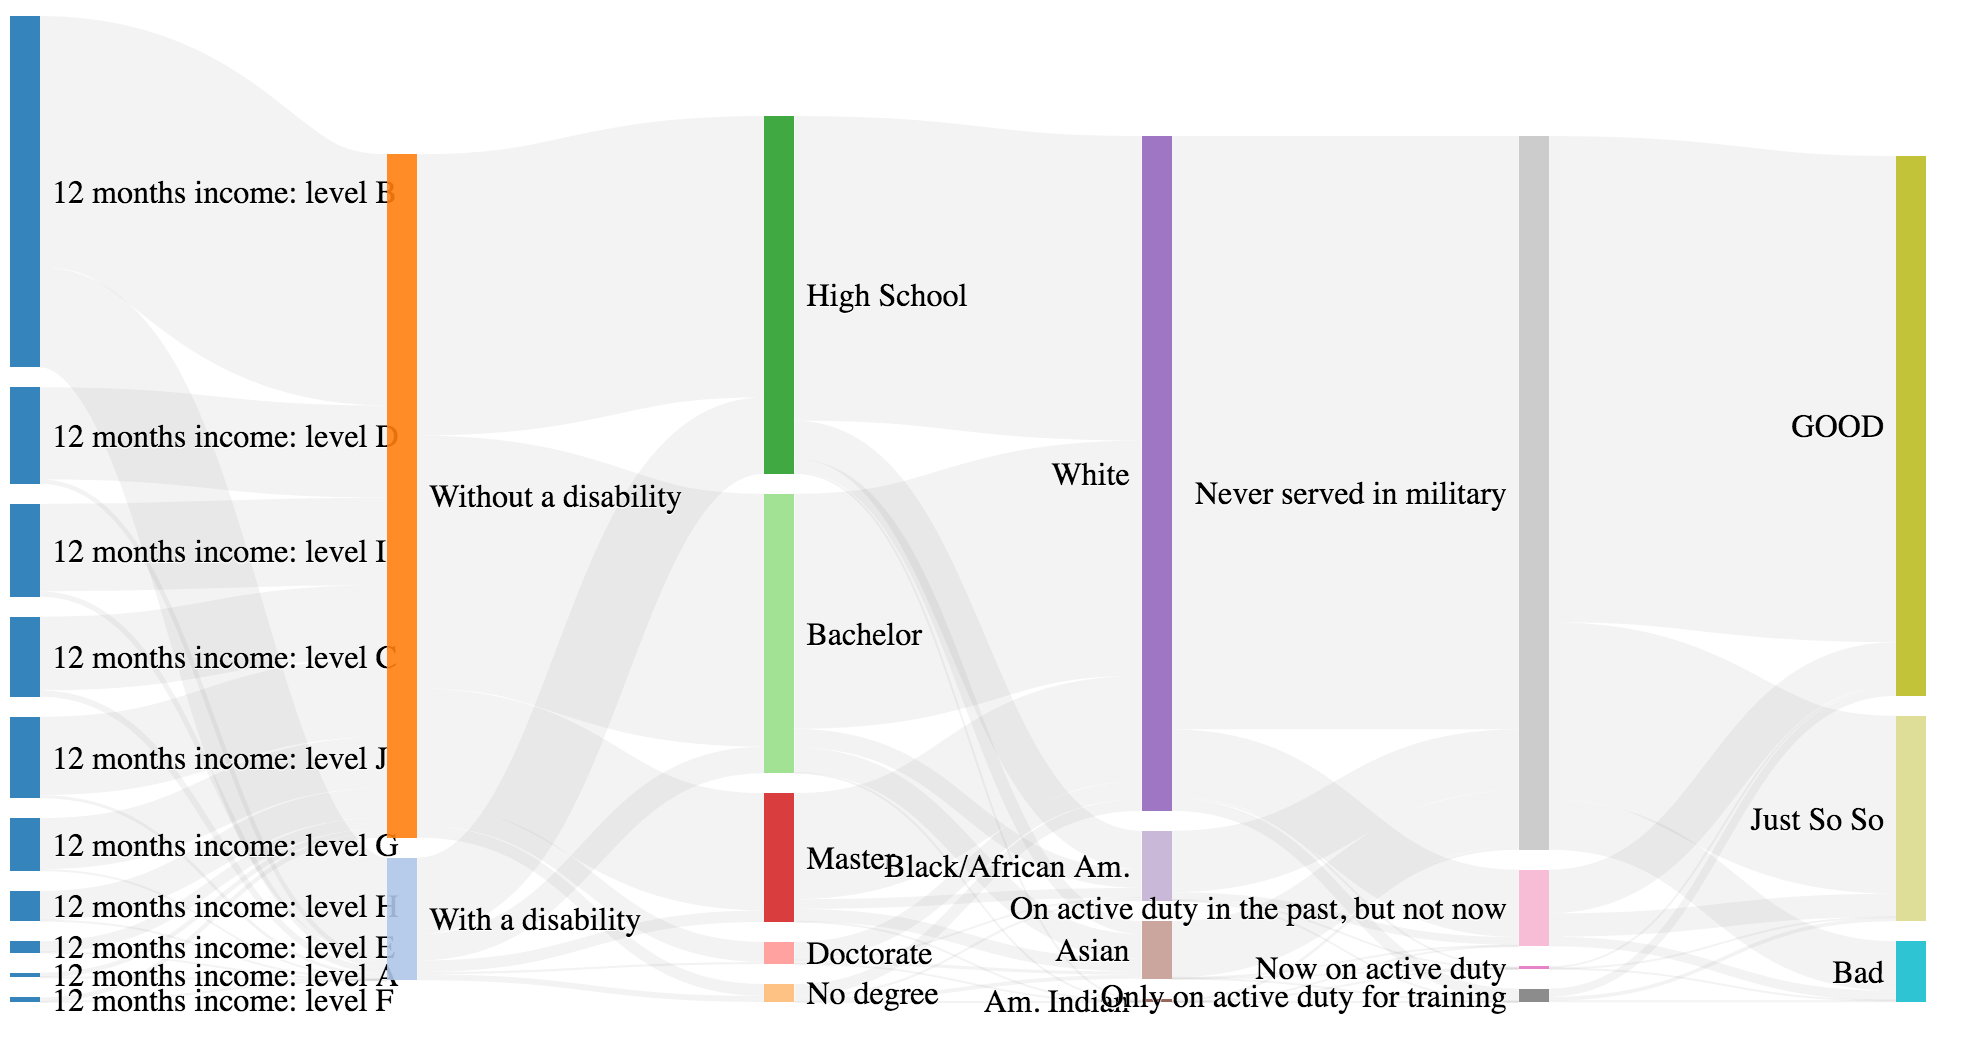 12 months income: level B
12 months income: level D
12 months income: level I
12 months income: level C
12 months income: level J
12 months income: level G
12 months income: level H
12 months income: level E
12 months income: level A
12 months income: level F
Without a disability
With a disability
High School
Bachelor
Master
Doctorate
No degree
White
Black/African Am.
Asian
Am. Indian
Never served in military
On active duty in the past, but not now
Now on active duty
Only on active duty for training
GOOD
Just So So
Bad